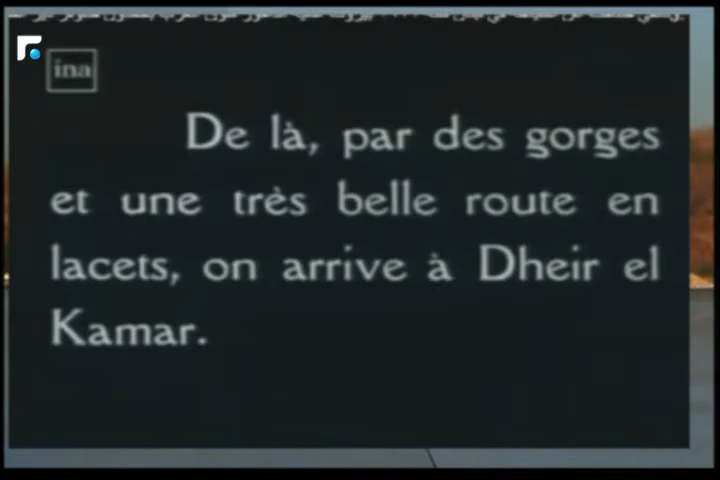 ina
De là, par des gorges
et une très belle route en
lacets, on arrive à Dheir el
Kamar.